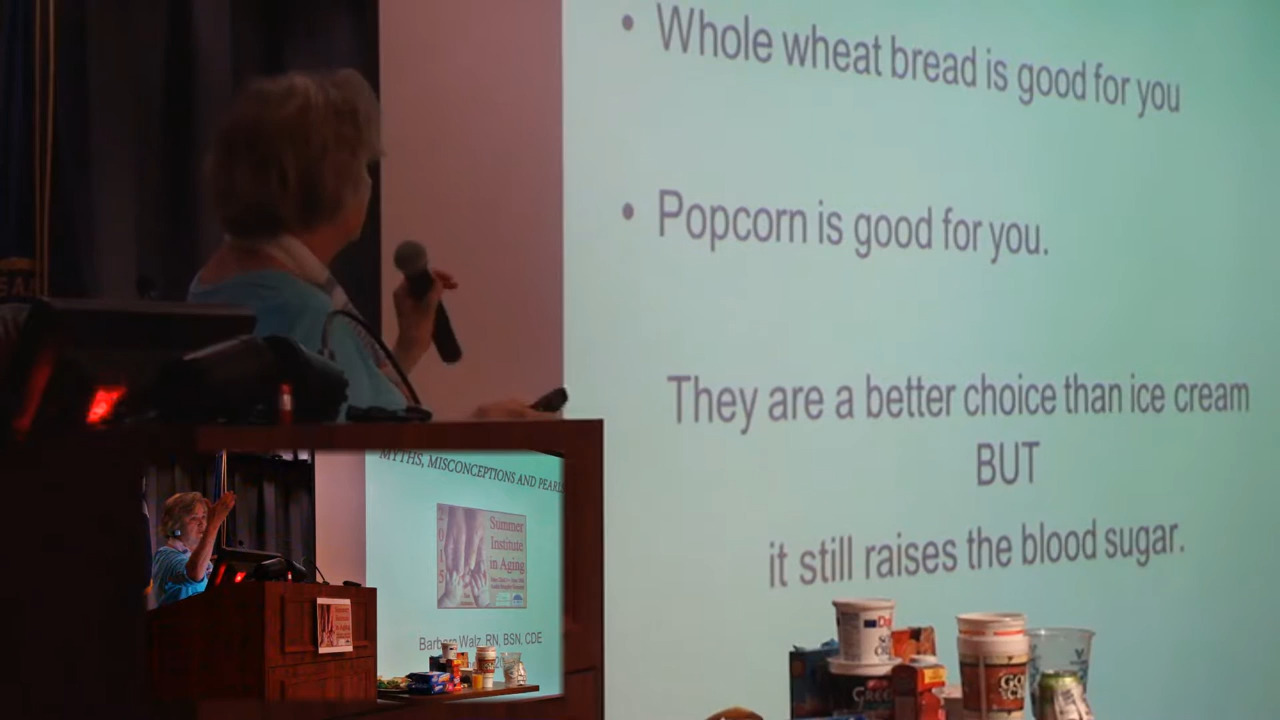 • Whole wheat bread is good for you
• Popcorn is good for you.
They are a better choice than ice cream
BUT
it still raises the blood sugar.
MYTHS, MISCONCEPTIONS AND PEARLS
2015
Summer
Institute
in Aging
Barbara Walz, RN, BSN, CDE